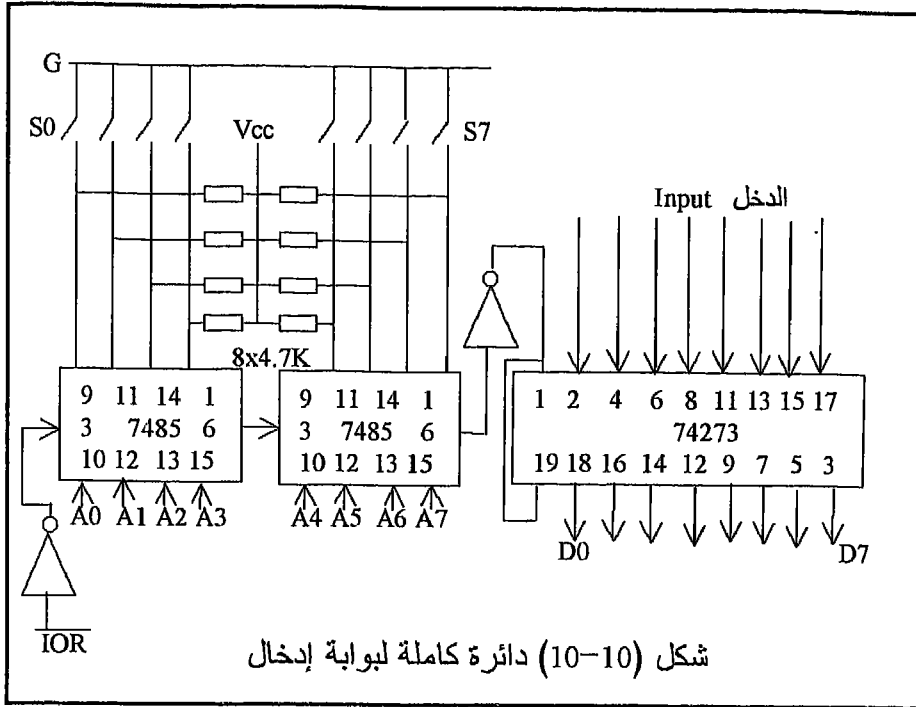 G
S0 Vcc S7
Input الدخل
8x4.7K
9 11 14 1
3 7485 6
10 12 13 15
9 11 14 1
3 7485 6
10 12 13 15
1 2 4 6 8 11 13 15 17
74273
19 18 16 14 12 9 7 5 3
A0 A1 A2 A3
A4 A5 A6 A7
D0 D7
IOR
شكل (10-10) دائرة كاملة لبوابة إدخال